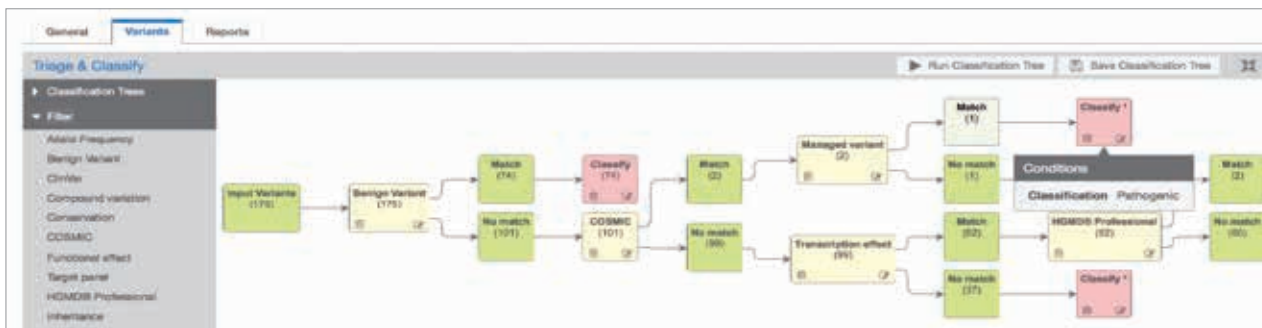 General Variants Reports
Triage & Classify
Run Classification Tree
Save Classification Tree
Classification Trees
Filter
Allele Frequency
Benign Variant
ClinVar
Compound variation
Conservation
COSMIC
Functional effect
Target panel
HGMD® Professional
Inheritance
Input Variants
(175)
Benign Variant
(175)
Match
(74)
No match
(101)
Classify
(74)
COSMIC
(101)
Match
(2)
No match
(99)
Managed variant
(2)
Transcription effect
(99)
Match
(1)
No match
(1)
Match
(62)
No match
(37)
Classify *
Conditions
Classification Pathogenic
HGMD® Professional
(62)
Classify *
Match
(2)
No match
(60)